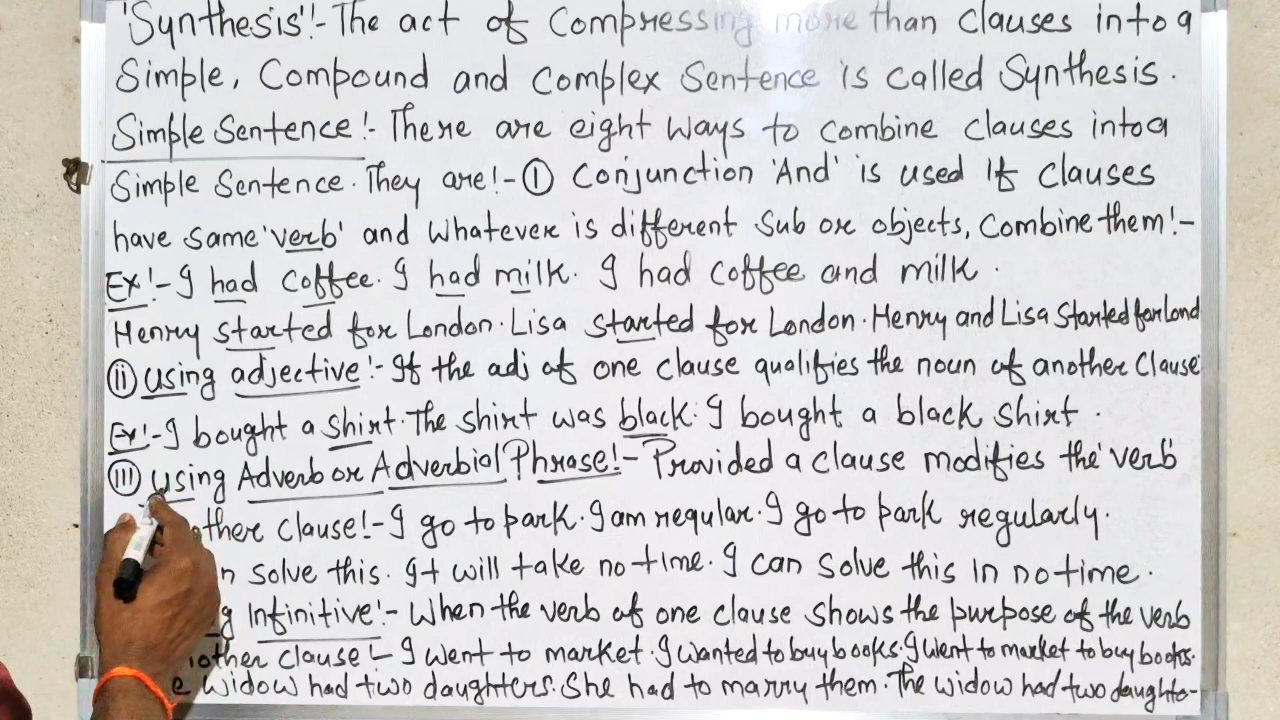 'Synthesis'!- The act of Compressing more than clauses into a
Simple, Compound and Complex Sentence is called Synthesis.
Simple Sentence!- There are eight ways to combine clauses into a
Simple Sentence. They are!- ① Conjunction 'And' is used If clauses
have same 'verb' and whatever is different Sub or objects, Combine them!-
Ex!- I had coffee. I had milk. I had coffee and milk.
Henry started for London. Lisa started for London. Henry and Lisa started for Lond
ⓘⓘ using adjective!- If the adj of one clause qualifies the noun of another Clause
Ex!- I bought a shirt. The shirt was black. I bought a black shirt.
ⓘⓘⓘ using Adverb or Adverbial Phrase!- Provided a clause modifies the 'verb'
other clause!- I go to park. I am regular. I go to park regularly.
n solve this. It will take no time. I can solve this in no time.
g Infinitive!- When the verb of one clause shows the purpose of the verb
other clause!- I went to market. I wanted to buy books. I went to market to buy books.
e widow had two daughters. She had to marry them. The widow had two daughte-